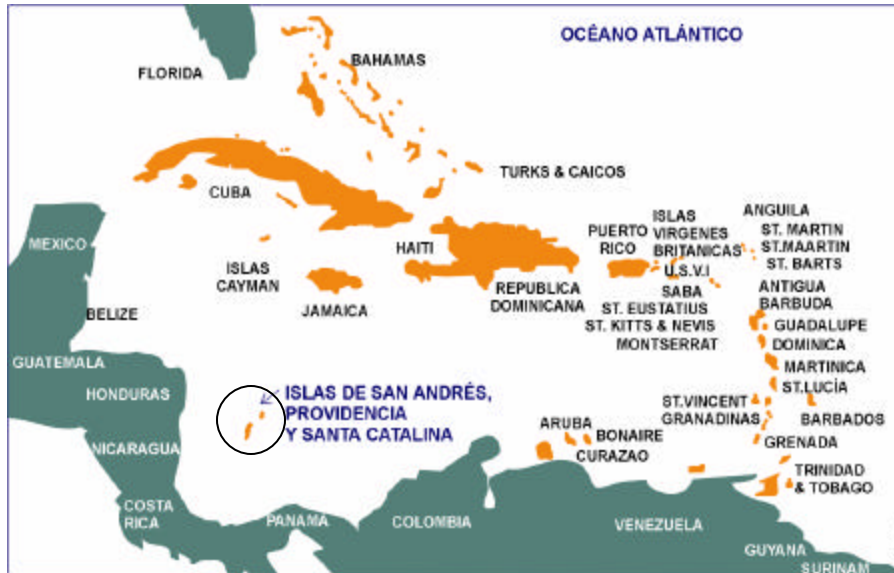 OCÉANO ATLÁNTICO
BAHAMAS
FLORIDA
TURKS & CAICOS
CUBA
MEXICO
HAITI
PUERTO
RICO
ISLAS
VIRGENES
BRITANICAS
U.S.V.I
ANGUILA
ST. MARTIN
ST.MAARTIN
ST. BARTS
ISLAS
CAYMAN
JAMAICA
REPUBLICA
DOMINICANA
SABA
ST. EUSTATIUS
ST. KITTS & NEVIS
MONTSERRAT
ANTIGUA
BARBUDA
GUADALUPE
DOMINICA
MARTINICA
ST.LUCÍA
BELIZE
GUATEMALA
HONDURAS
ISLAS DE SAN ANDRÉS,
PROVIDENCIA
Y SANTA CATALINA
ST.VINCENT
GRANADINAS
BARBADOS
ARUBA
BONAIRE
CURAZAO
GRENADA
NICARAGUA
TRINIDAD
& TOBAGO
COSTA
RICA
PANAMA
COLOMBIA
VENEZUELA
GUYANA
SURINAM